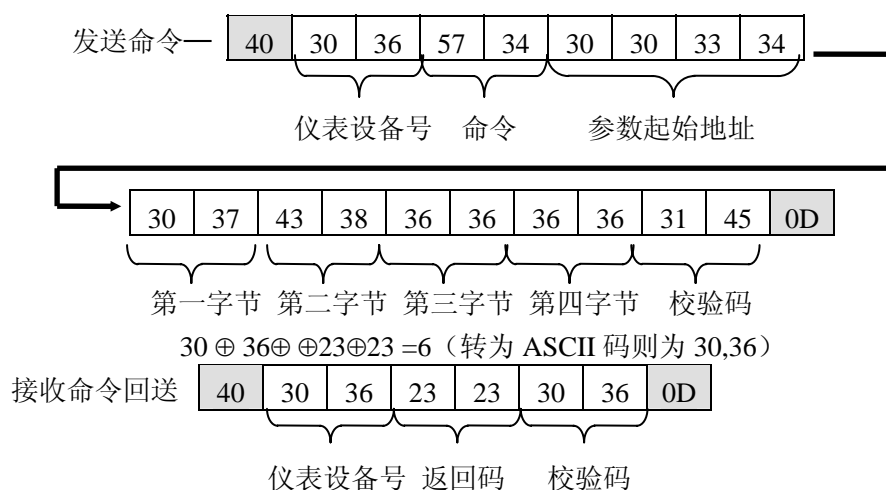 发送命令— 40 30 36 57 34 30 30 33 34
仪表设备号 命令 参数起始地址
30 37 43 38 36 36 36 36 31 45 0D
第一字节 第二字节 第三字节 第四字节 校验码
30 ⊕ 36⊕ ⊕23⊕23 =6（转为 ASCII 码则为 30,36）
接收命令回送 40 30 36 23 23 30 36 0D
仪表设备号 返回码 校验码